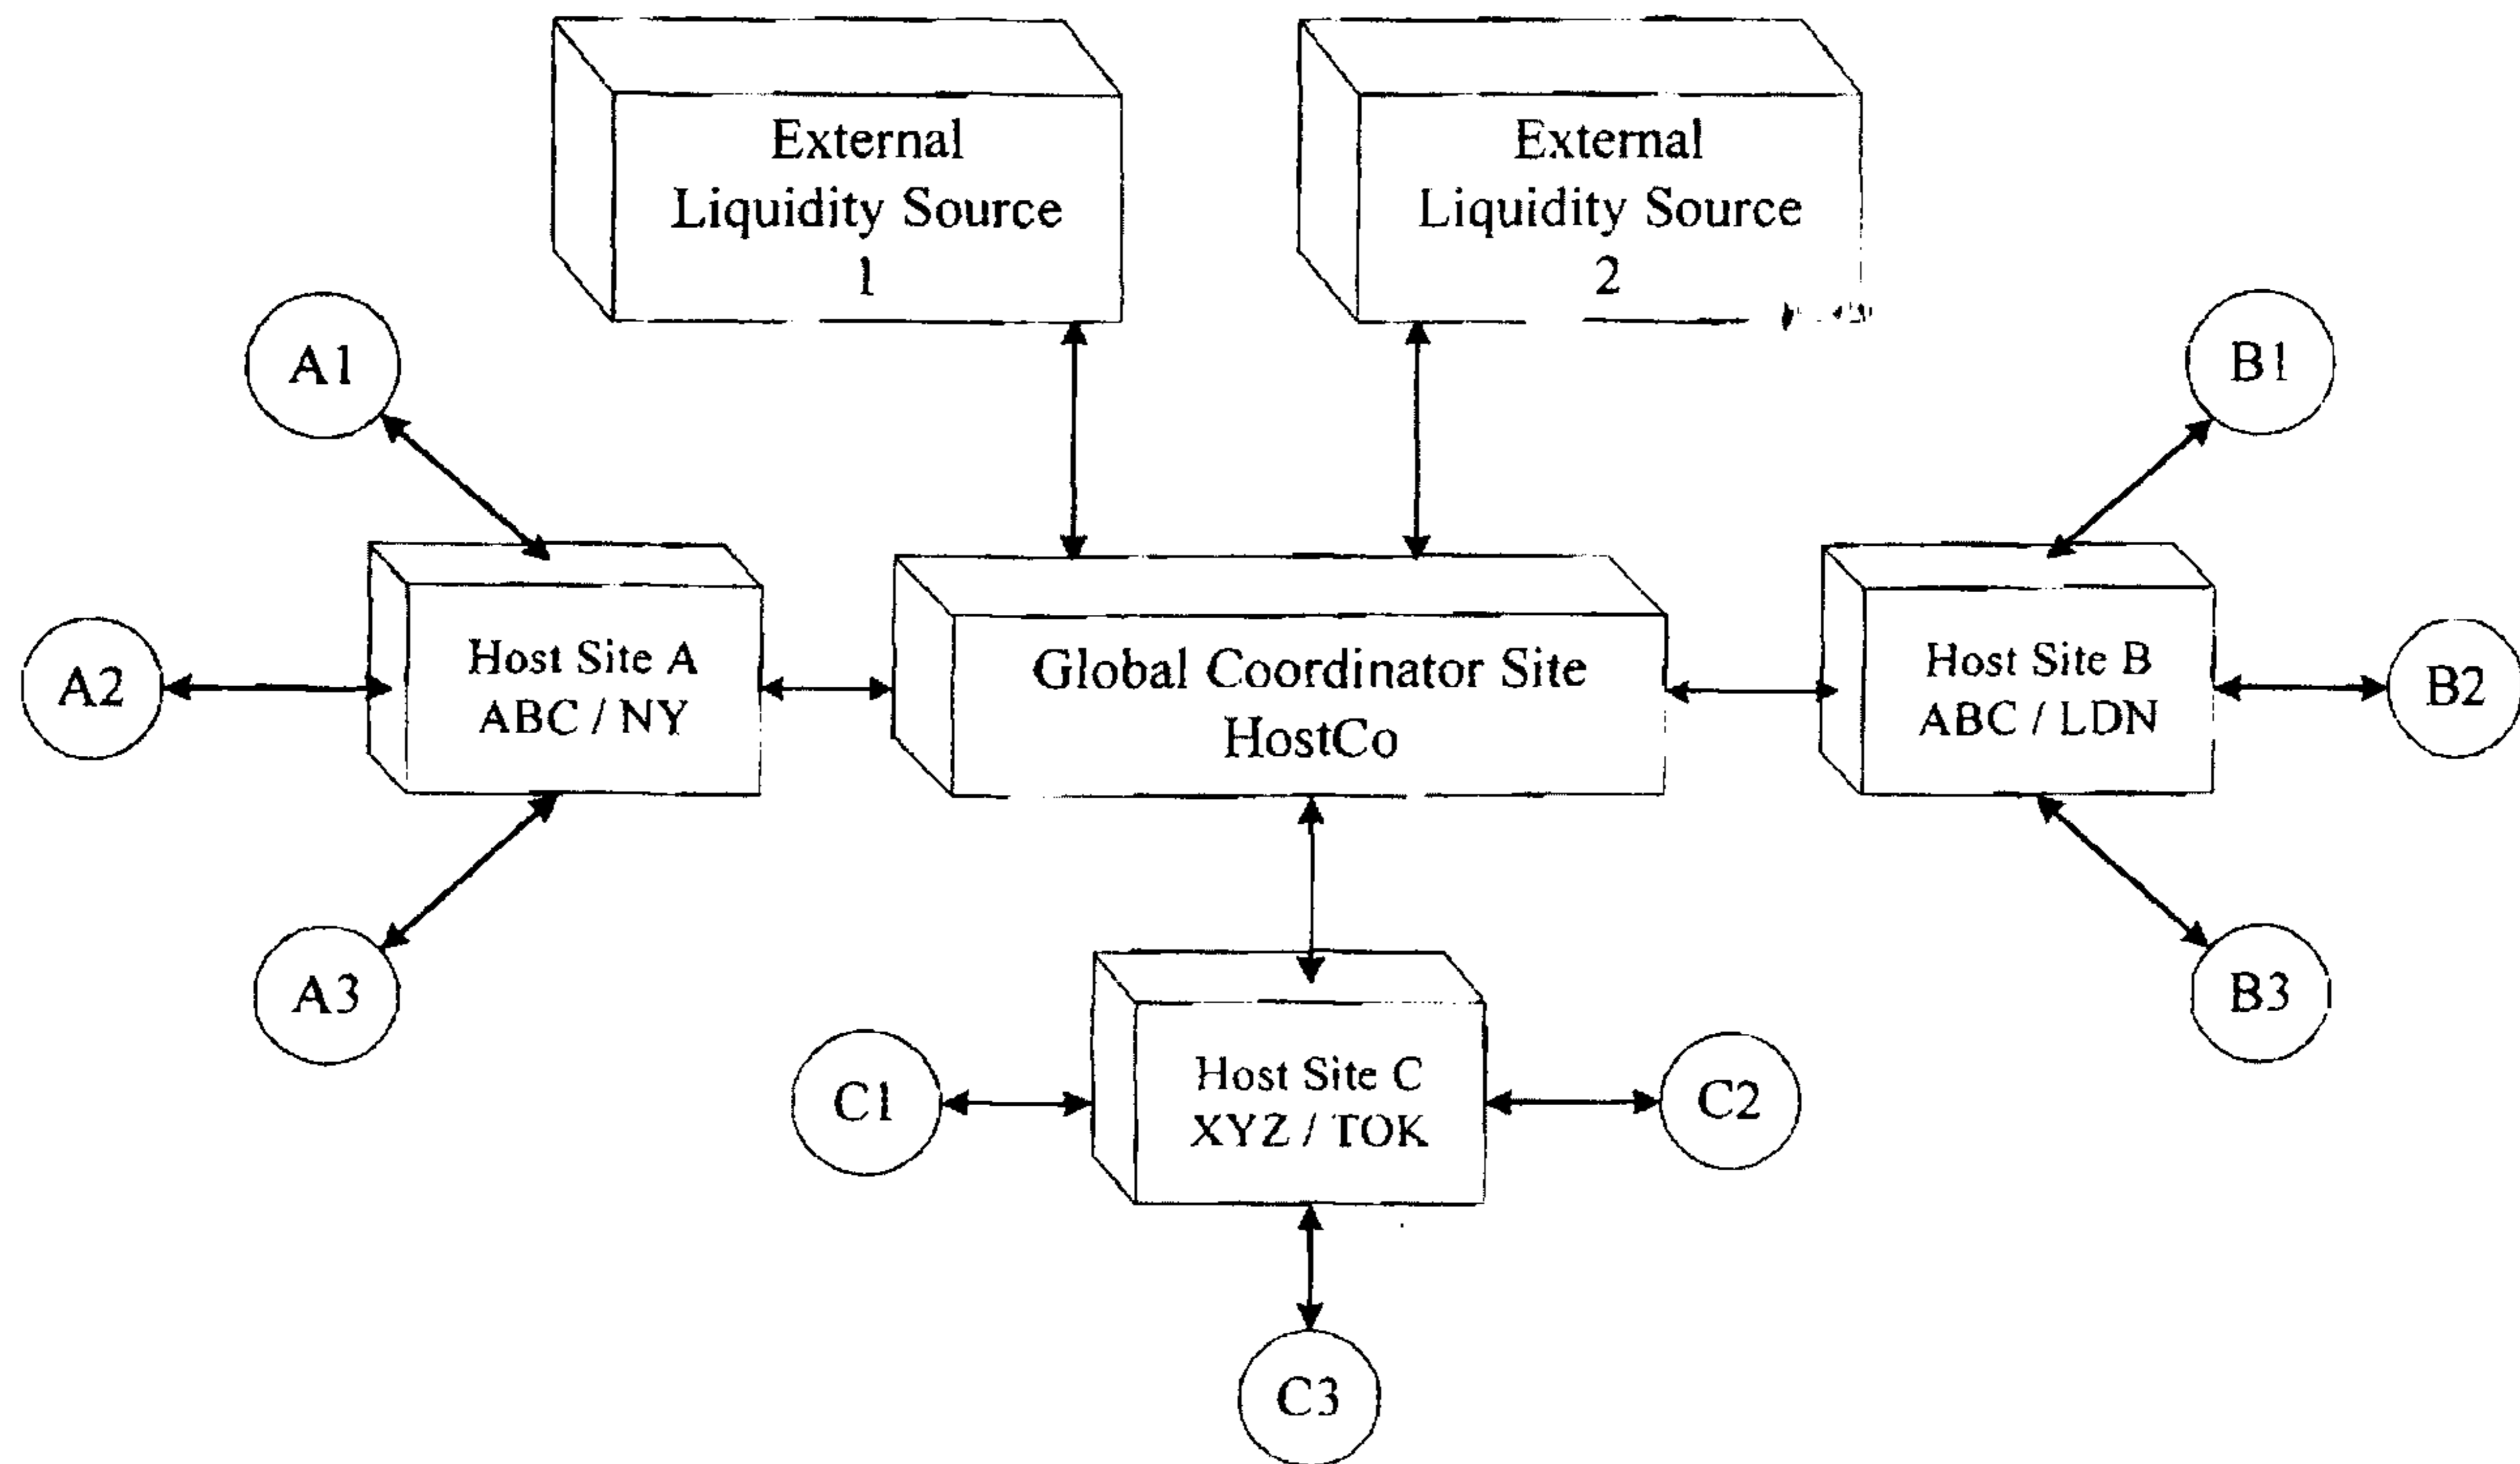 External
Liquidity Source
1
External
Liquidity Source
2
A1
B1
Host Site A
ABC / NY
A2
Global Coordinator Site
HostCo
Host Site B
ABC / LDN
B2
A3
B3
C1
Host Site C
XYZ / TOK
C2
C3